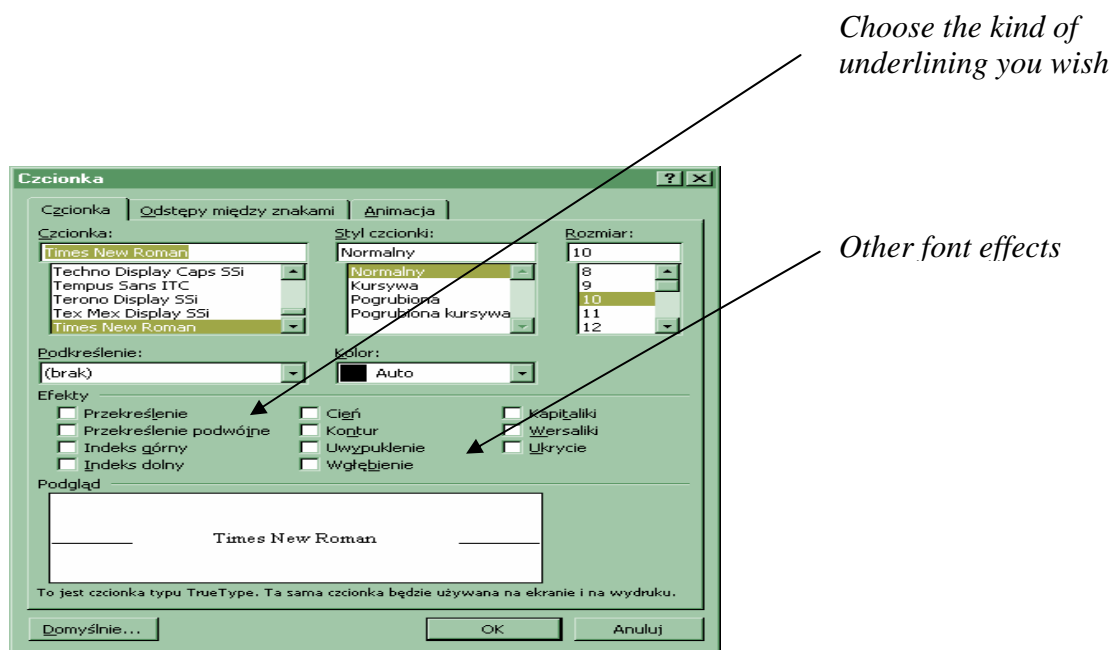 Choose the kind of
underlining you wish
Czcionka
Czcionka Odstępy między znakami Animacja
Czcionka: Styl czcionki: Rozmiar:
Times New Roman Normalny 10
Techno Display Caps SSi Normalny 8
Tempus Sans ITC Kursywa 9
Terono Display SSi Pogrubiona 10
Tex Mex Display SSi Pogrubiona kursywa 11
Times New Roman 12
Other font effects
Podkreślenie: Kolor:
(brak) Auto
Efekty
Przekreślenie Cień Kapitaliki
Przekreślenie podwójne Kontur Wersaliki
Indeks górny Uwypuklenie Ukrycie
Indeks dolny Wgłębienie
Podgląd
Times New Roman
To jest czcionka typu TrueType. Ta sama czcionka będzie używana na ekranie i na wydruku.
Domyślnie... OK Anuluj